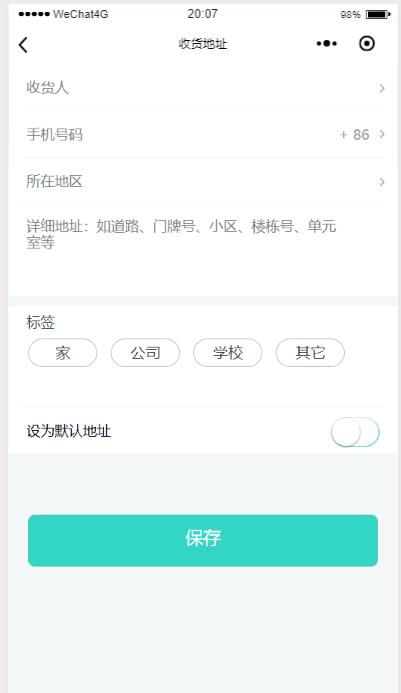 WeChat4G 20:07 98%
收货地址
收货人
手机号码 + 86
所在地区
详细地址：如道路、门牌号、小区、楼栋号、单元
室等
标签
家 公司 学校 其它
设为默认地址
保存